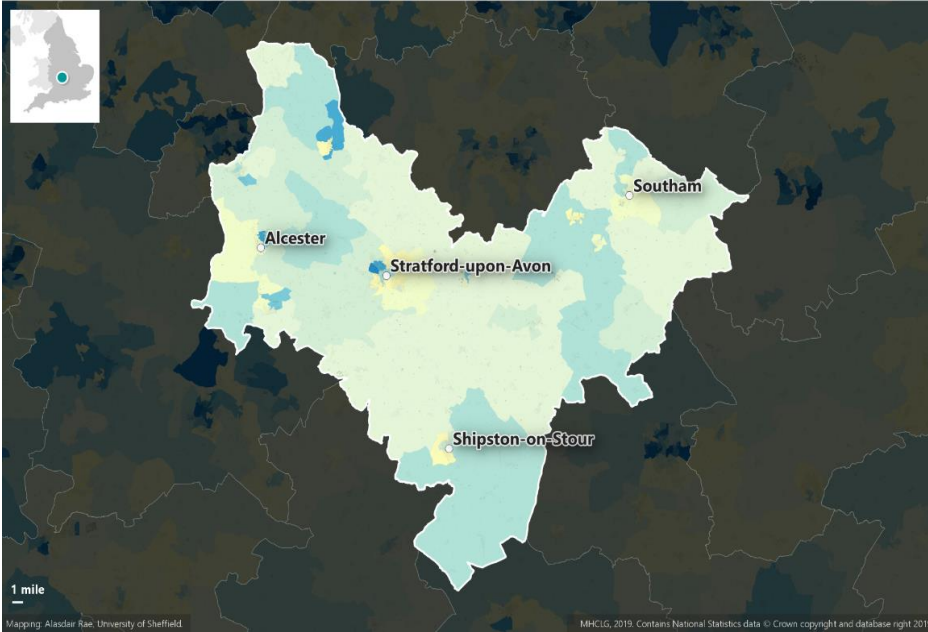 Southam
Alcester
Stratford-upon-Avon
Shipston-on-Stour
1 mile
Mapping: Alasdair Rae, University of Sheffield.
MHCLG, 2019. Contains National Statistics data © Crown copyright and database right 201